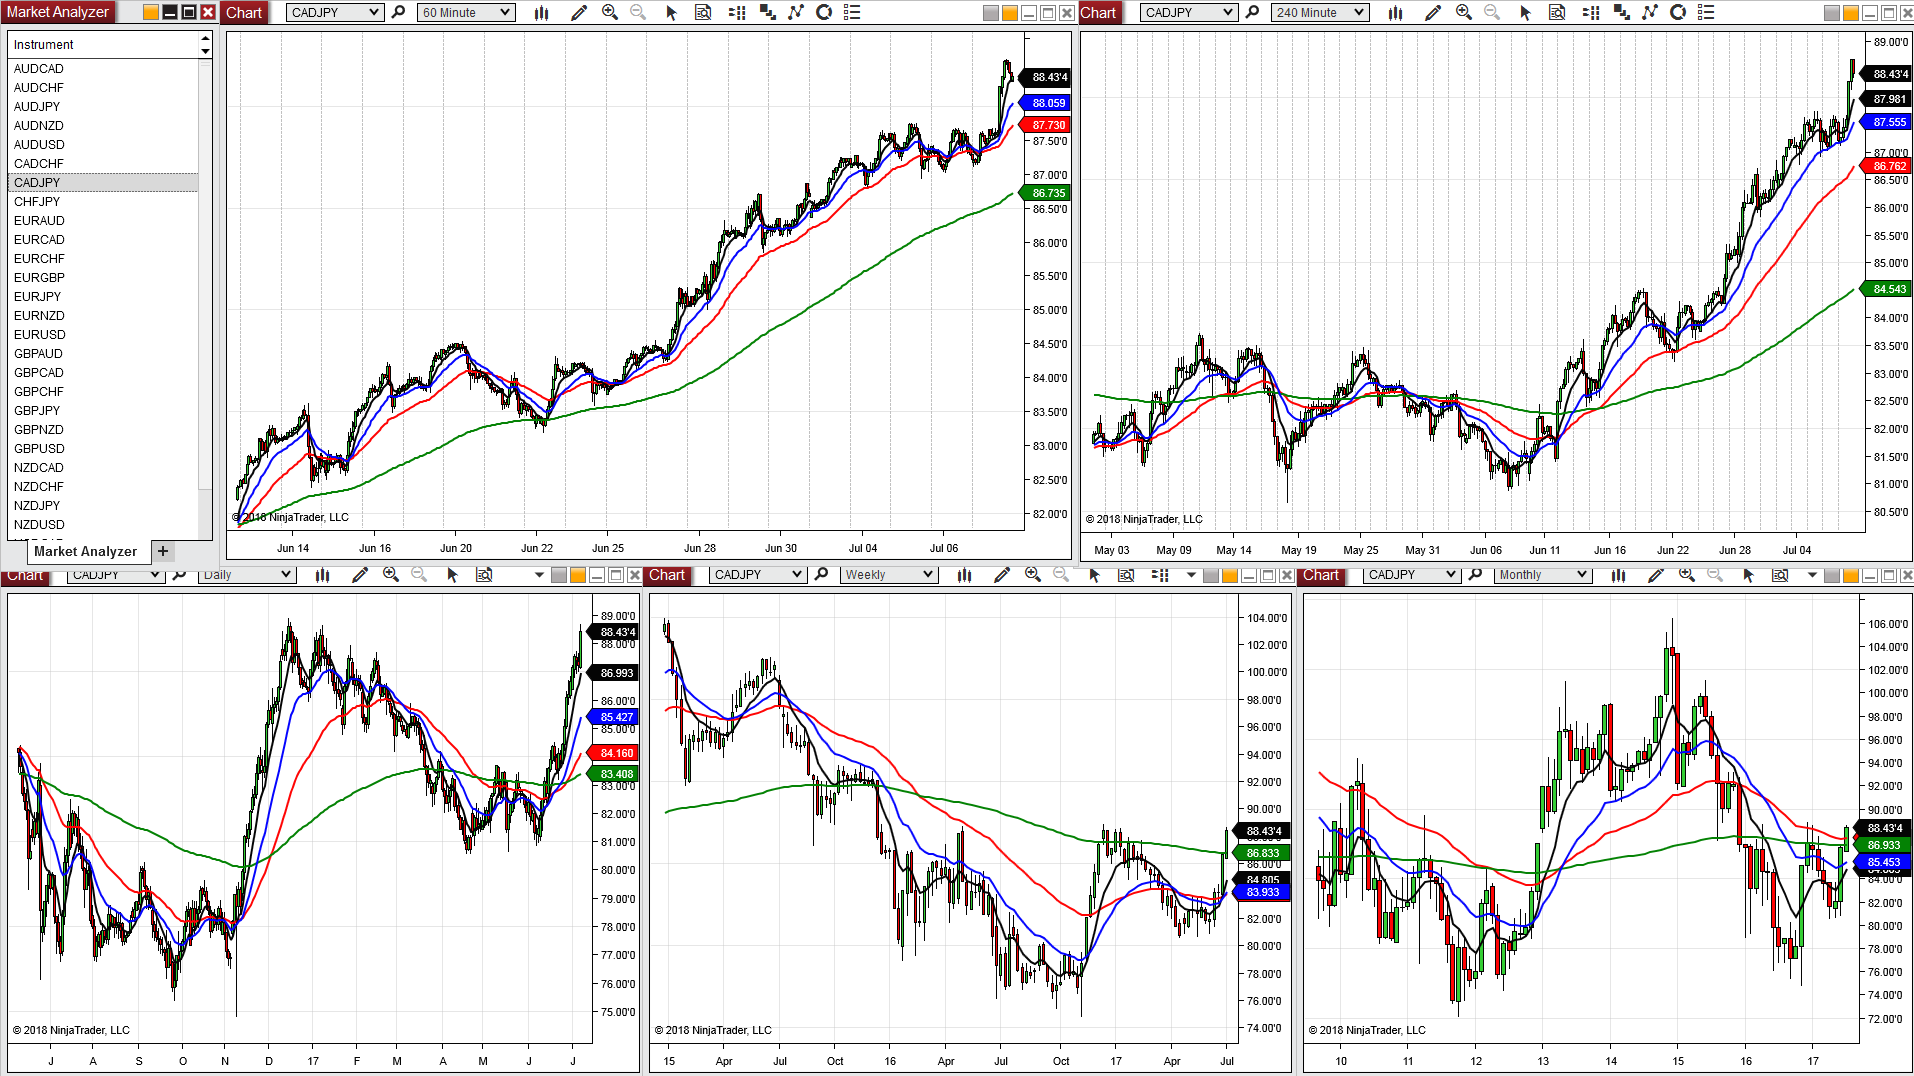 Market Analyzer
Instrument
AUDCAD
AUDCHF
AUDJPY
AUDNZD
AUDUSD
CADCHF
CADJPY
CHFJPY
EURAUD
EURCAD
EURCHF
EURGBP
EURJPY
EURNZD
EURUSD
GBPAUD
GBPCAD
GBPCHF
GBPJPY
GBPNZD
GBPUSD
NZDCAD
NZDCHF
NZDJPY
NZDUSD
Market Analyzer +
Chart CADJPY 60 Minute
88.43'4
88.059
87.730
87.50'0
87.00'0
86.735
86.50'0
86.00'0
85.50'0
85.00'0
84.50'0
84.00'0
83.50'0
83.00'0
82.50'0
82.00'0
© 2018 NinjaTrader, LLC
Jun 14 Jun 16 Jun 20 Jun 22 Jun 25 Jun 28 Jun 30 Jul 04 Jul 06
Chart CADJPY 240 Minute
89.00'0
88.43'4
87.981
87.555
87.00'0
86.762
86.50'0
86.00'0
85.50'0
85.00'0
84.543
84.00'0
83.50'0
83.00'0
82.50'0
82.00'0
81.50'0
81.00'0
80.50'0
© 2018 NinjaTrader, LLC
May 03 May 09 May 14 May 19 May 25 May 31 Jun 06 Jun 11 Jun 16 Jun 22 Jun 28 Jul 04
Chart CADJPY Daily
89.00'0
88.43'4
88.00'0
86.993
86.00'0
85.427
85.00'0
84.160
83.408
83.00'0
82.00'0
81.00'0
80.00'0
79.00'0
78.00'0
77.00'0
76.00'0
75.00'0
© 2018 NinjaTrader, LLC
J A S O N D 17 F M A M J J
Chart CADJPY Weekly
104.00'0
102.00'0
100.00'0
98.00'0
96.00'0
94.00'0
92.00'0
90.00'0
88.43'4
86.833
86.00'0
84.805
83.933
82.00'0
80.00'0
78.00'0
76.00'0
74.00'0
© 2018 NinjaTrader, LLC
15 Apr Jul Oct 16 Apr Jul Oct 17 Apr Jul
Chart CADJPY Monthly
106.00'0
104.00'0
102.00'0
100.00'0
98.00'0
96.00'0
94.00'0
92.00'0
90.00'0
88.43'4
86.933
85.453
84.00'0
82.00'0
80.00'0
78.00'0
76.00'0
74.00'0
72.00'0
© 2018 NinjaTrader, LLC
10 11 12 13 14 15 16 17